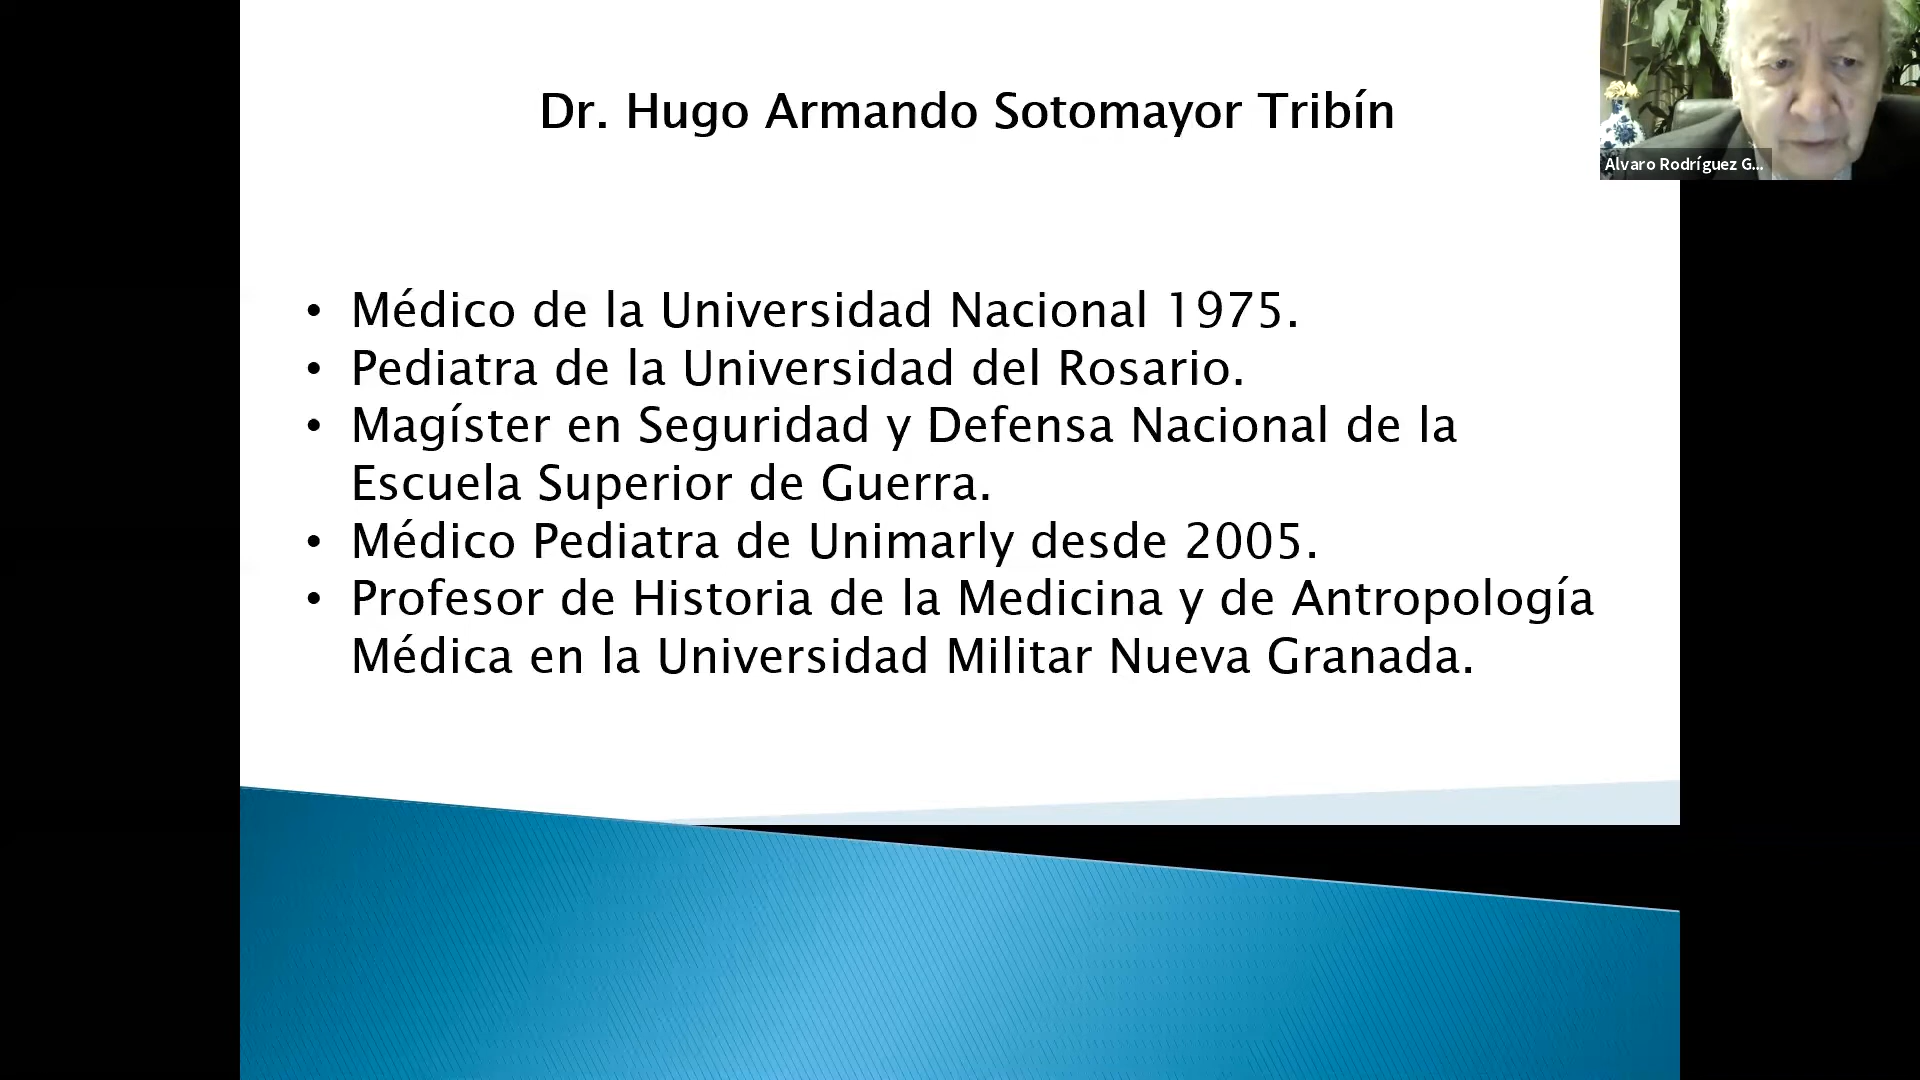 Dr. Hugo Armando Sotomayor Tribín
Alvaro Rodríguez G...
• Médico de la Universidad Nacional 1975.
• Pediatra de la Universidad del Rosario.
• Magíster en Seguridad y Defensa Nacional de la
Escuela Superior de Guerra.
• Médico Pediatra de Unimarly desde 2005.
• Profesor de Historia de la Medicina y de Antropología
Médica en la Universidad Militar Nueva Granada.